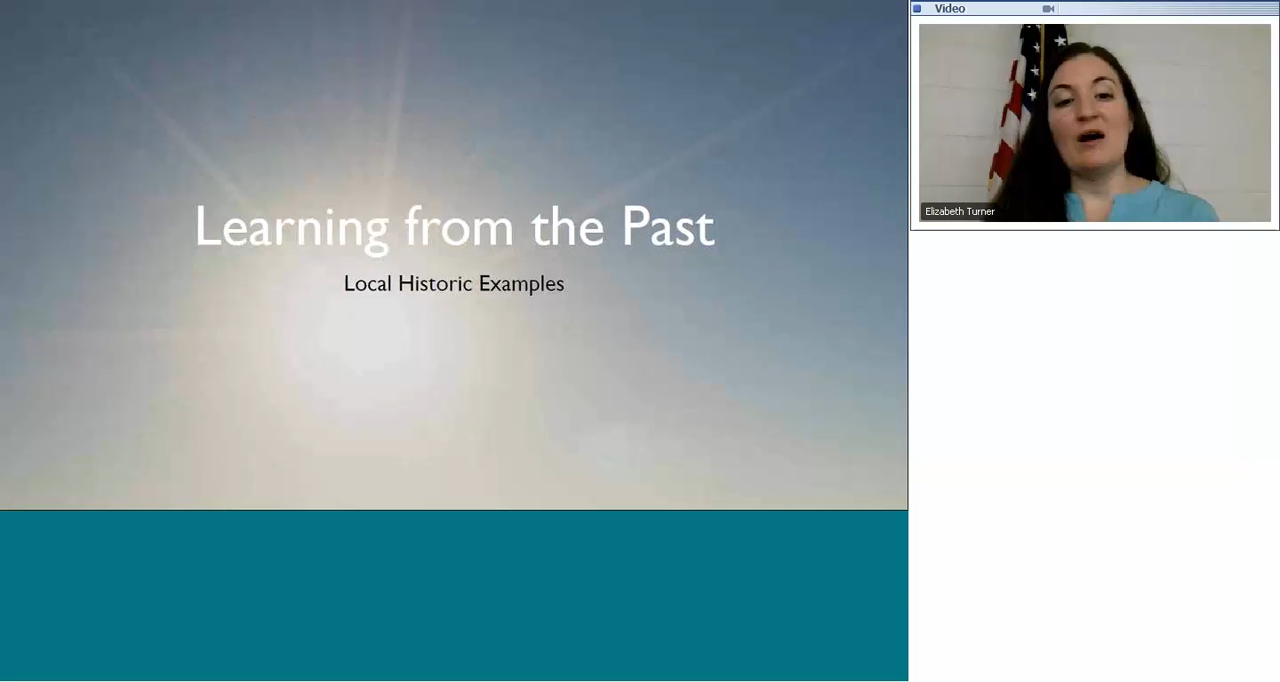 Learning from the Past
Local Historic Examples
Video
Elizabeth Turner